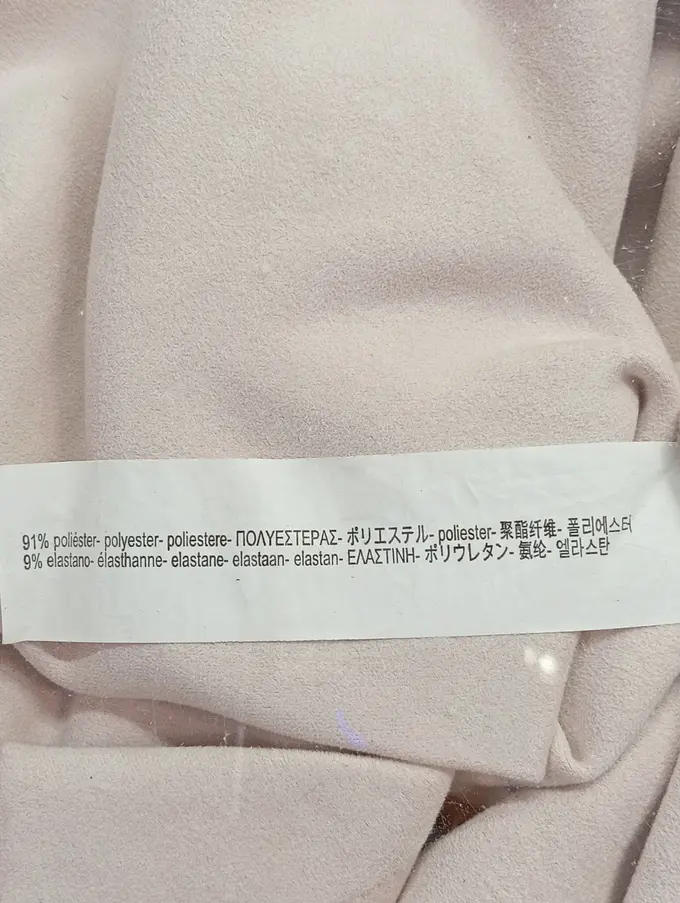 91% poliéster- polyester- poliestere- ΠΟΛΥΕΣΤΕΡΑΣ- ポリエステル- poliester- 聚酯纤维- 폴리에스터
9% elastano- élasthanne- elastane- elastaan- elastan- ΕΛΑΣΤΙΝΗ- ポリウレタン- 氨纶- 엘라스탄